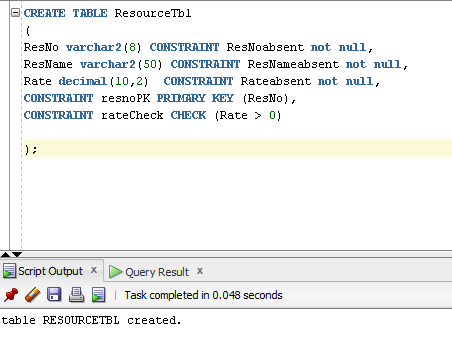 CREATE TABLE ResourceTbl
(
ResNo varchar2(8) CONSTRAINT ResNoabsent not null,
ResName varchar2(50) CONSTRAINT ResNameabsent not null,
Rate decimal(10,2)  CONSTRAINT Rateabsent not null,
CONSTRAINT resnoPK PRIMARY KEY (ResNo),
CONSTRAINT rateCheck CHECK (Rate > 0)
);
Script Output x Query Result x
Task completed in 0.048 seconds
table RESOURCETBL created.